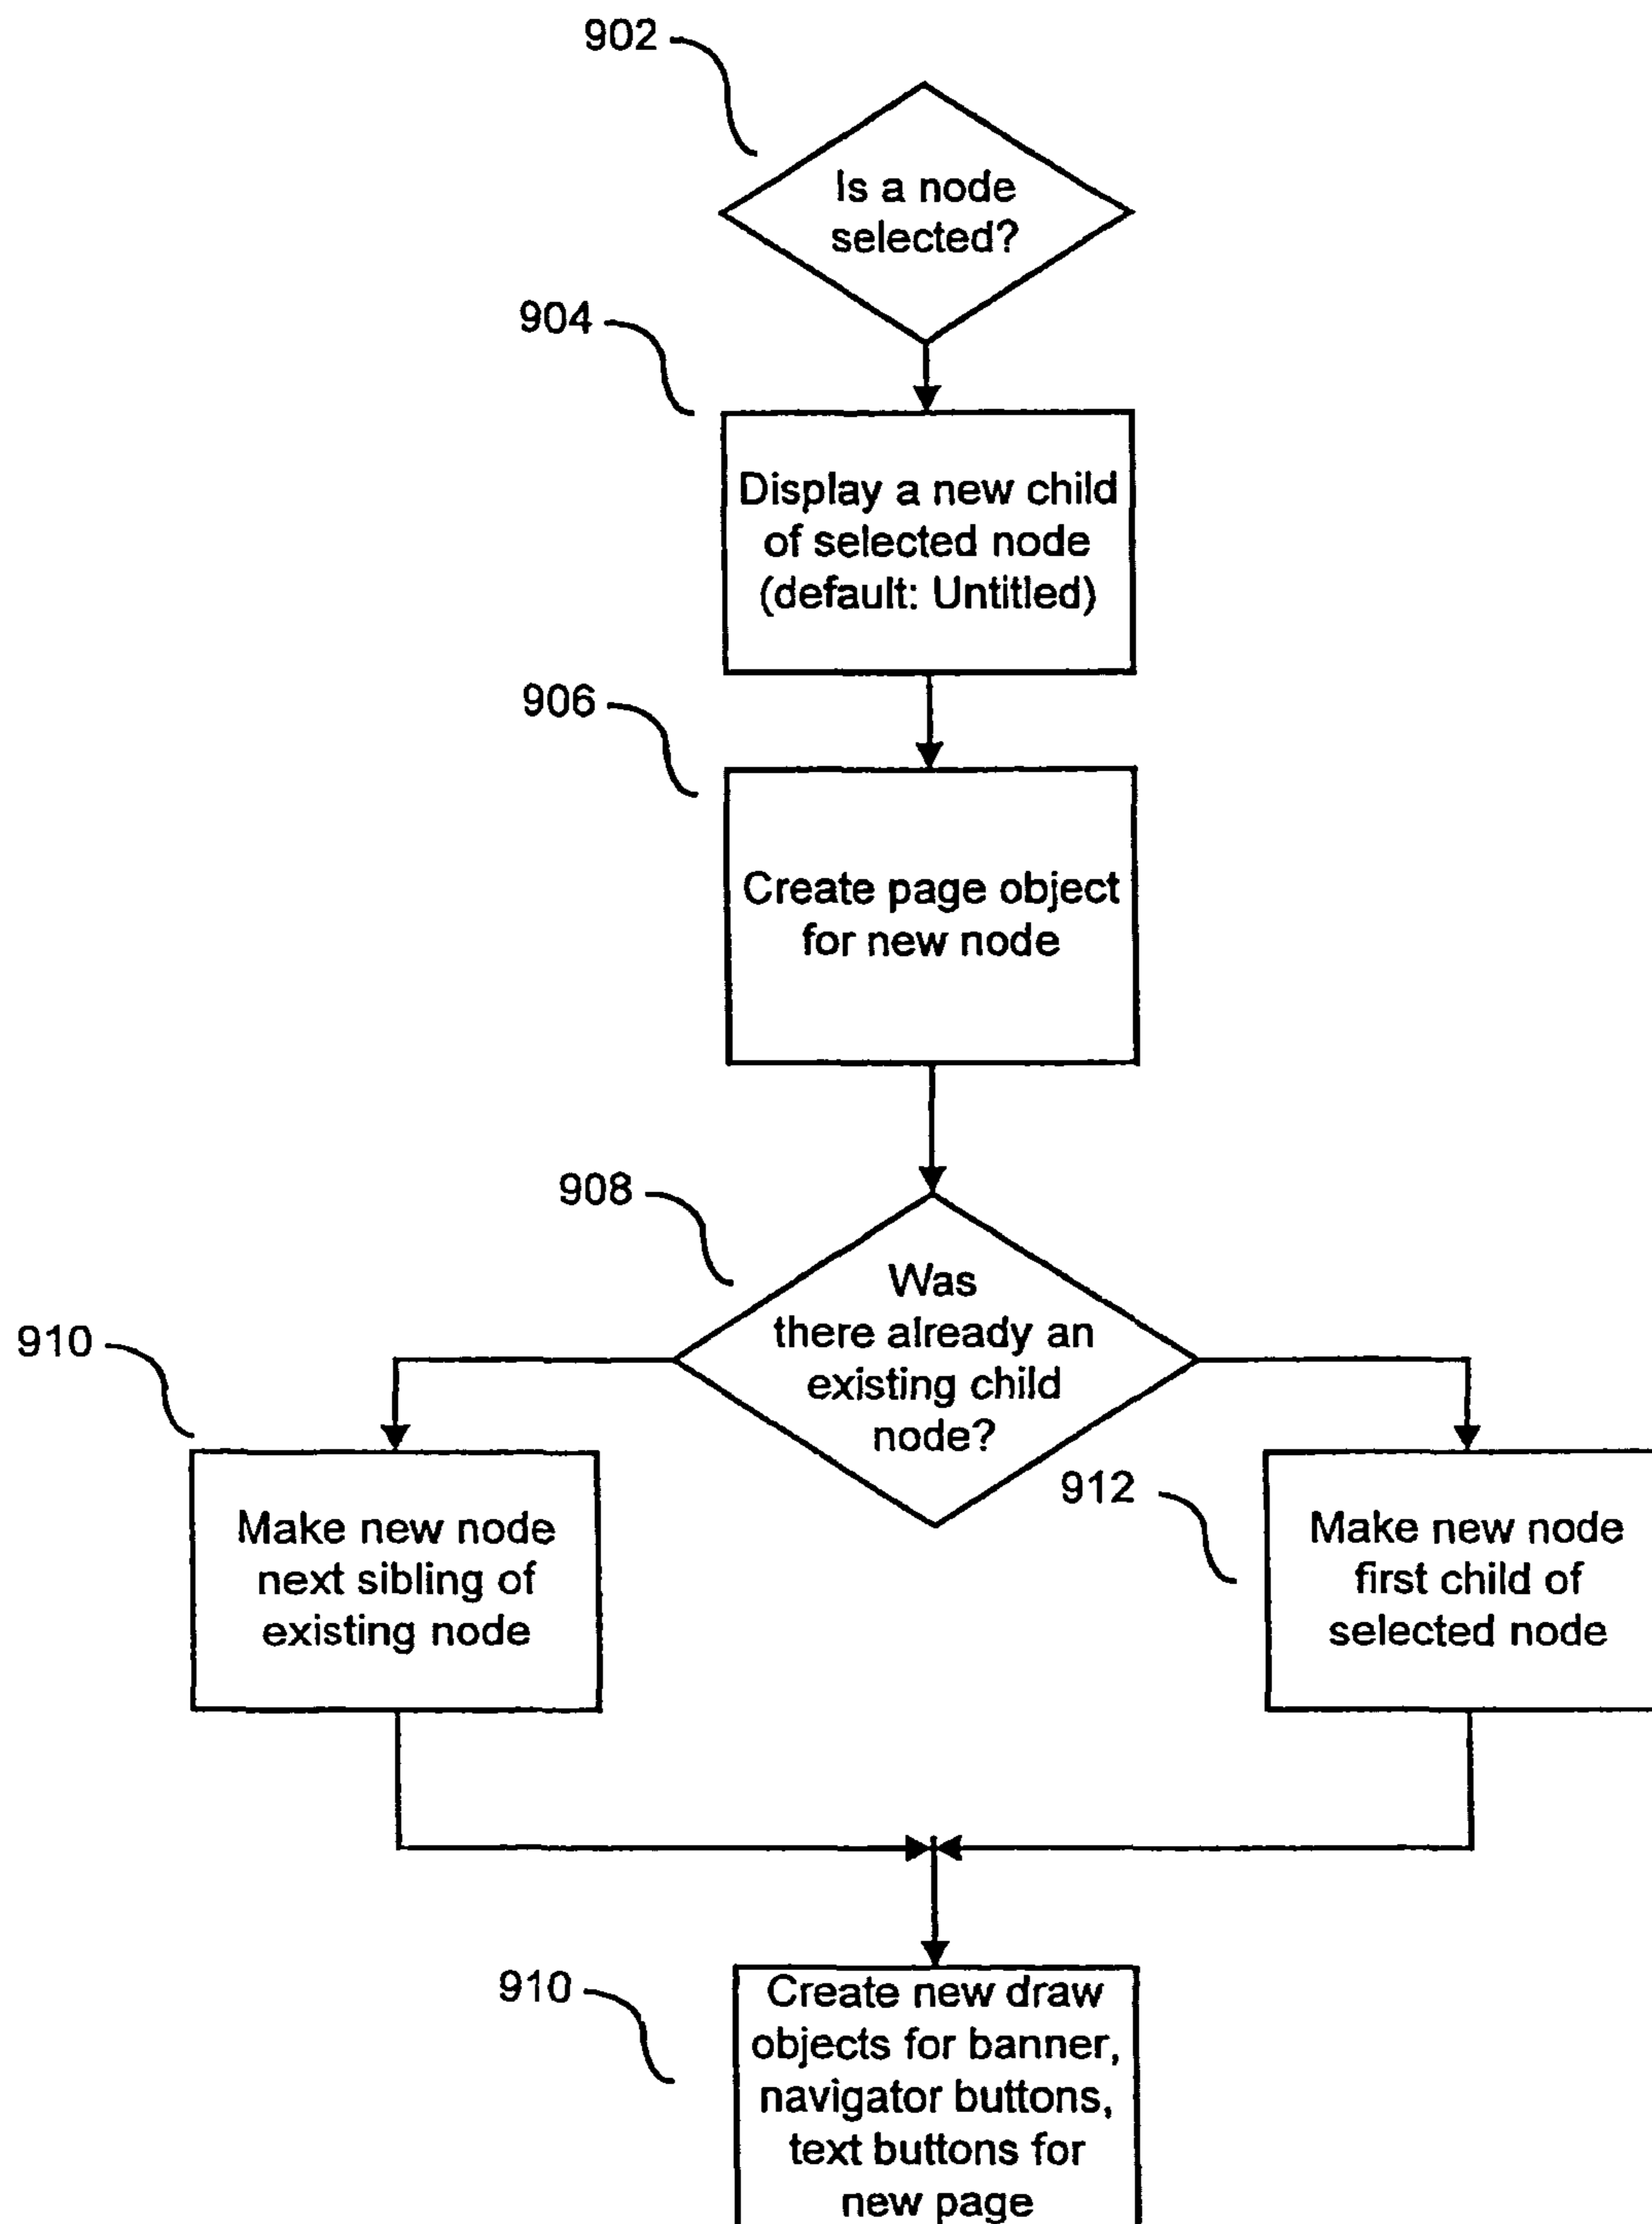 902
Is a node
selected?
904
Display a new child
of selected node
(default: Untitled)
906
Create page object
for new node
908
Was
there already an
existing child
node?
910
Make new node
next sibling of
existing node
912
Make new node
first child of
selected node
910
Create new draw
objects for banner,
navigator buttons,
text buttons for
new page